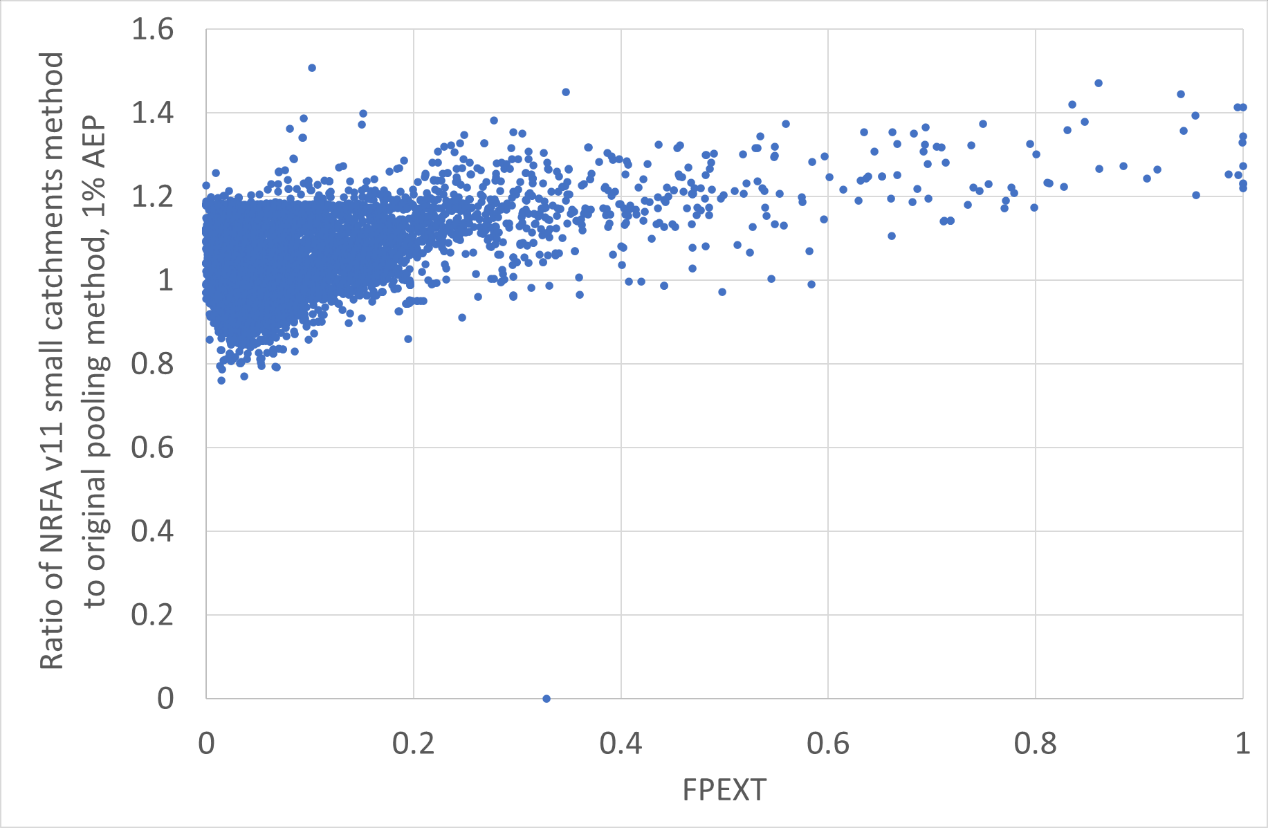 Ratio of NRFA v11 small catchments method
to original pooling method, 1% AEP
1.6
1.4
1.2
1
0.8
0.6
0.4
0.2
0
0 0.2 0.4 0.6 0.8 1
FPEXT